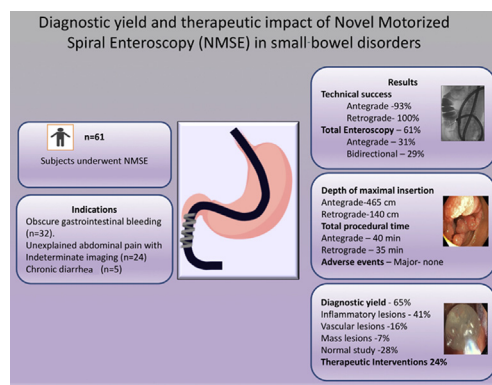 Diagnostic yield and therapeutic impact of Novel Motorized
Spiral Enteroscopy (NMSE) in small bowel disorders
n=61
Subjects underwent NMSE
Indications
Obscure gastrointestinal bleeding
(n=32).
Unexplained abdominal pain with
Indeterminate imaging (n=24)
Chronic diarrhea (n=5)
Results
Technical success
Antegrade -93%
Retrograde- 100%
Total Enteroscopy – 61%
Antegrade – 31%
Bidirectional – 29%
Depth of maximal insertion
Antegrade-465 cm
Retrograde-140 cm
Total procedural time
Antegrade – 40 min
Retrograde – 35 min
Adverse events – Major- none
Diagnostic yield - 65%
Inflammatory lesions - 41%
Vascular lesions -16%
Mass lesions -7%
Normal study -28%
Therapeutic Interventions 24%